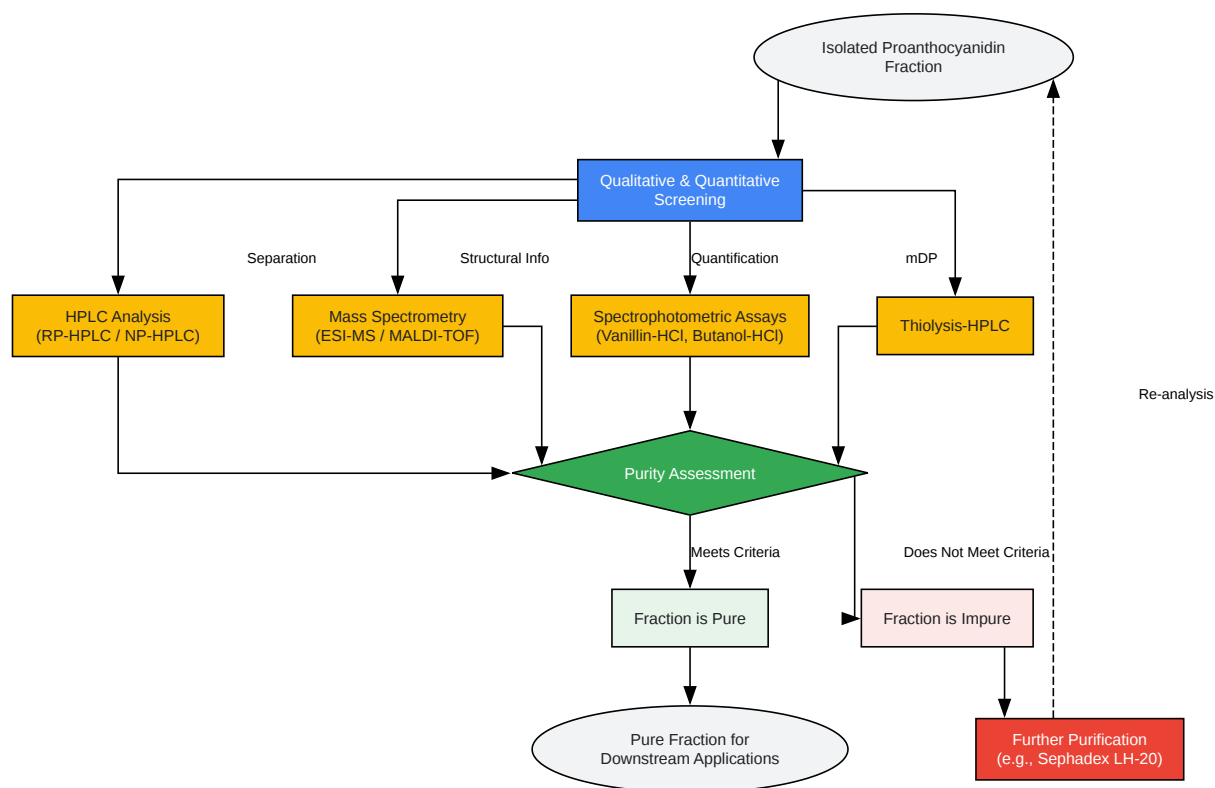 Isolated Proanthocyanidin
Fraction
Qualitative & Quantitative
Screening
Separation
Structural Info
Quantification
mDP
HPLC Analysis
(RP-HPLC / NP-HPLC)
Mass Spectrometry
(ESI-MS / MALDI-TOF)
Spectrophotometric Assays
(Vanillin-HCl, Butanol-HCl)
Thiolysis-HPLC
Re-analysis
Purity Assessment
Meets Criteria
Does Not Meet Criteria
Fraction is Pure
Fraction is Impure
Pure Fraction for
Downstream Applications
Further Purification
(e.g., Sephadex LH-20)